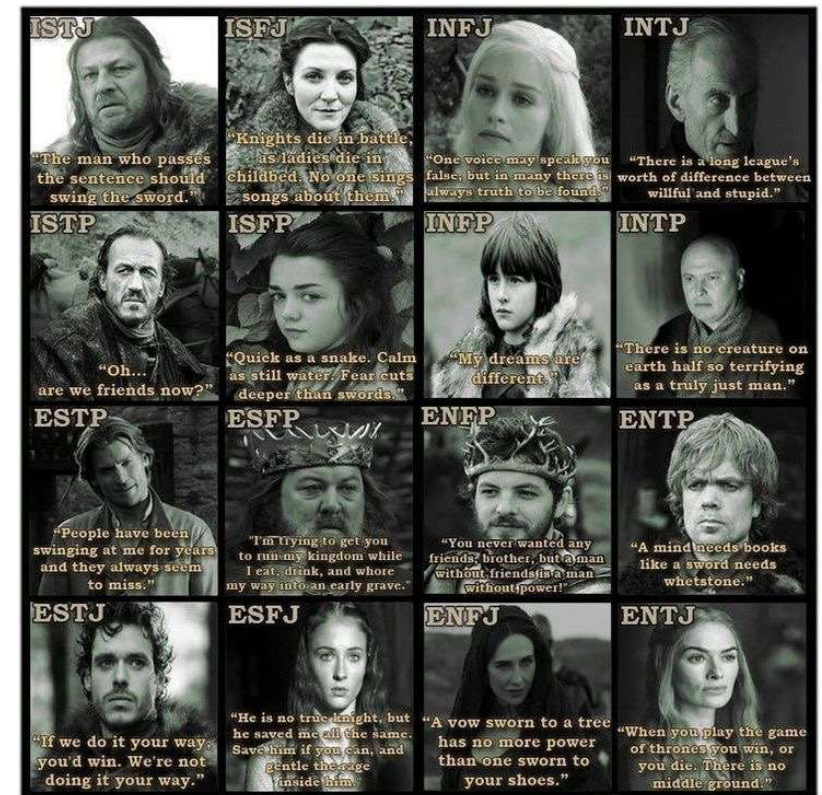 ISTJ
“The man who passes
the sentence should
swing the sword.”
ISFJ
“Knights die in battle,
as ladies die in
childbed. No one sings
songs about them.”
INFJ
“One voice may speak you
false, but in many there is
always truth to be found.”
INTJ
“There is a long league's
worth of difference between
willful and stupid.”
ISTP
“Oh...
are we friends now?”
ISFP
“Quick as a snake. Calm
as still water. Fear cuts
deeper than swords.”
INFP
“My dreams are
different.”
INTP
“There is no creature on
earth half so terrifying
as a truly just man.”
ESTP
“People have been
swinging at me for years
and they always seem
to miss.”
ESFP
“I'm trying to get you
to run my kingdom while
I eat, drink, and whore
my way into an early grave.”
ENFP
“You never wanted any
friends, brother, but a man
without friends is a man
without power!”
ENTP
“A mind needs books
like a sword needs
whetstone.”
ESTJ
“If we do it your way,
you'd win. We're not
doing it your way.”
ESFJ
“He is no true knight, but
he saved me all the same.
Save him if you can, and
gentle the rage
inside him.”
ENFJ
“A vow sworn to a tree
has no more power
than one sworn to
your shoes.”
ENTJ
“When you play the game
of thrones you win, or
you die. There is no
middle ground.”